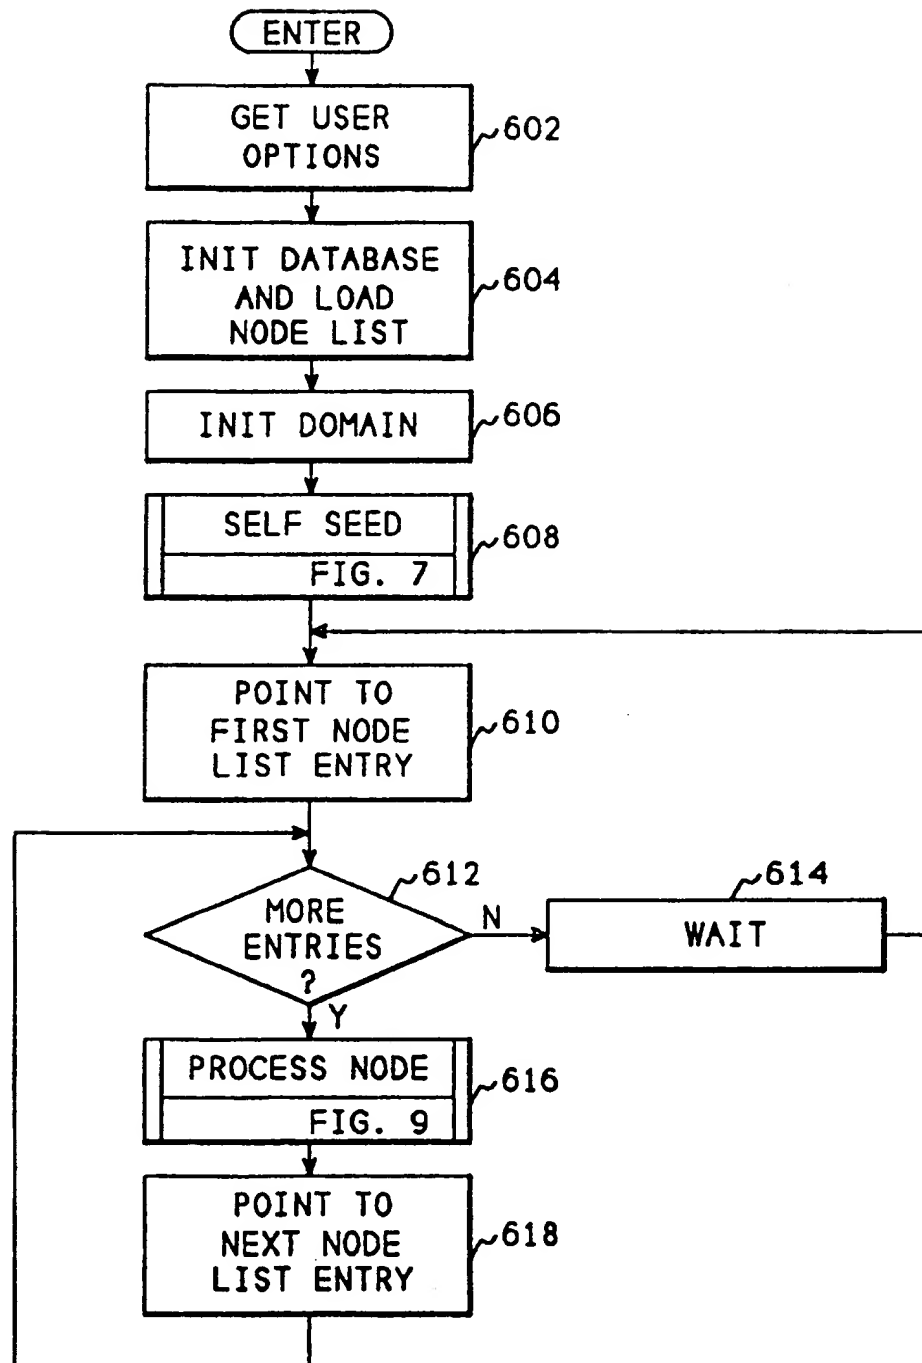 ENTER
GET USER
OPTIONS
602
INIT DATABASE
AND LOAD
NODE LIST
604
INIT DOMAIN
606
SELF SEED
FIG. 7
608
POINT TO
FIRST NODE
LIST ENTRY
610
MORE
ENTRIES
?
612
N
WAIT
614
Y
PROCESS NODE
FIG. 9
616
POINT TO
NEXT NODE
LIST ENTRY
618